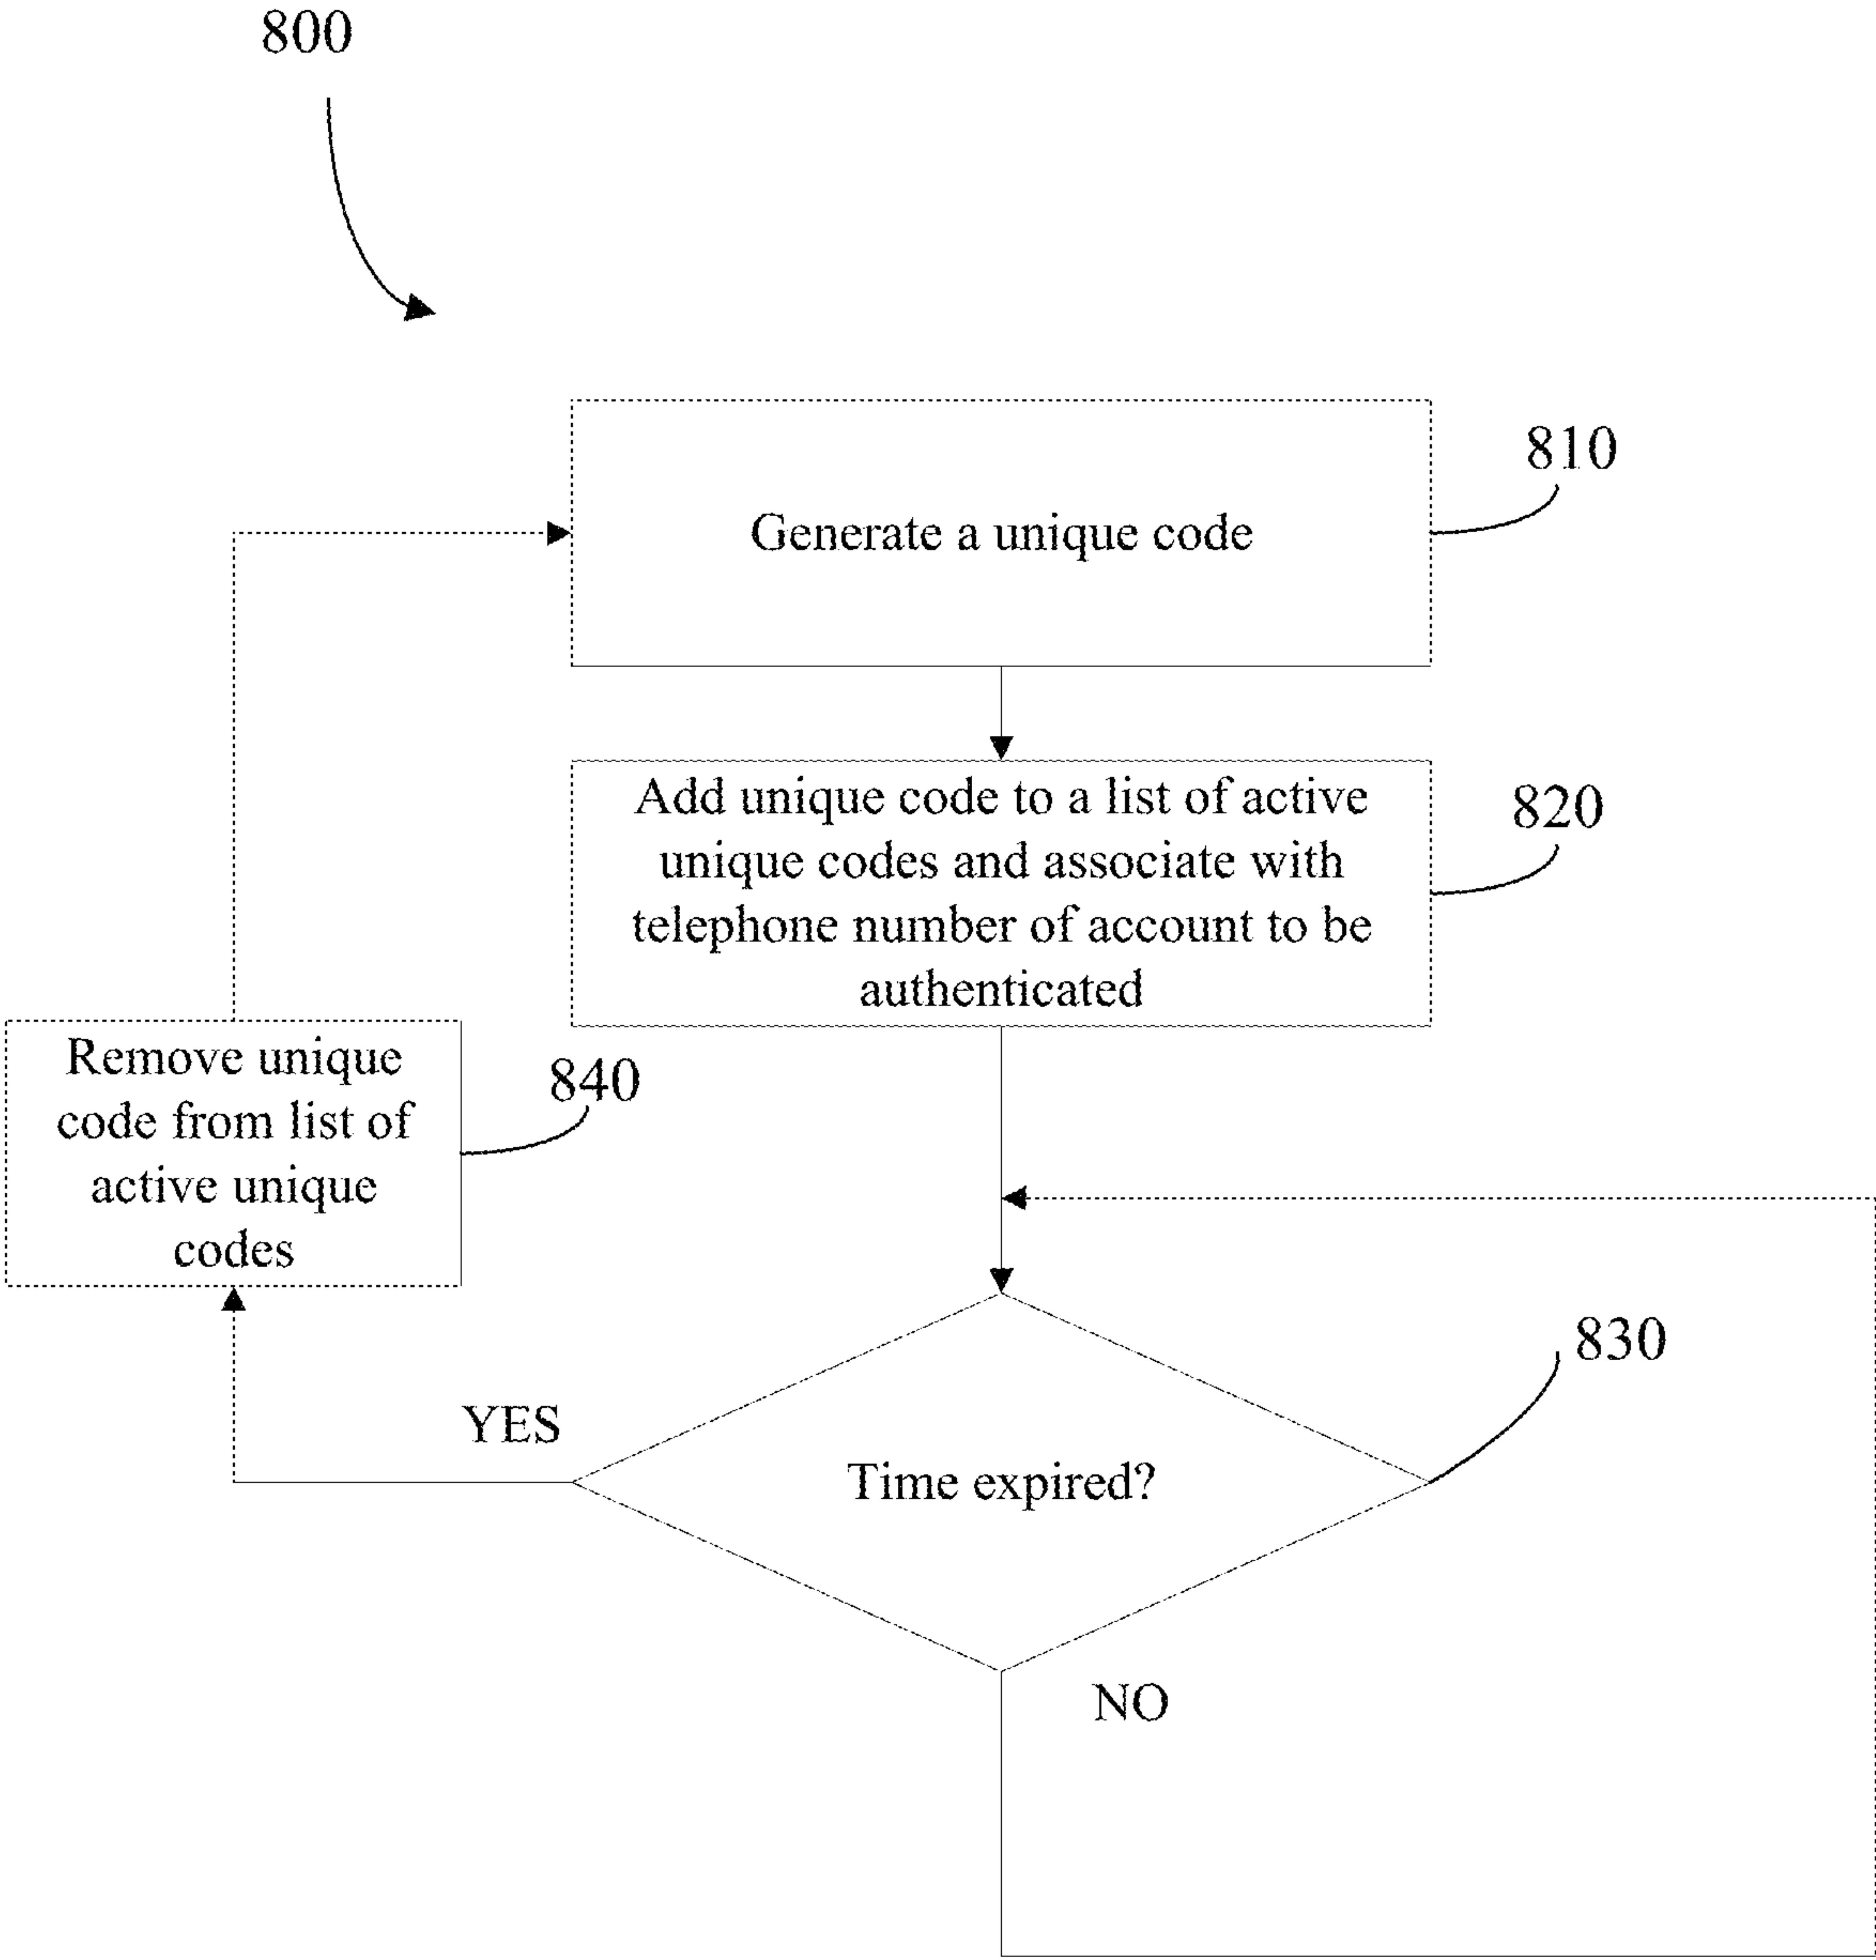 800
810
Generate a unique code
820
Add unique code to a list of active
unique codes and associate with
telephone number of account to be
authenticated
840
Remove unique
code from list of
active unique
codes
830
YES
Time expired?
NO